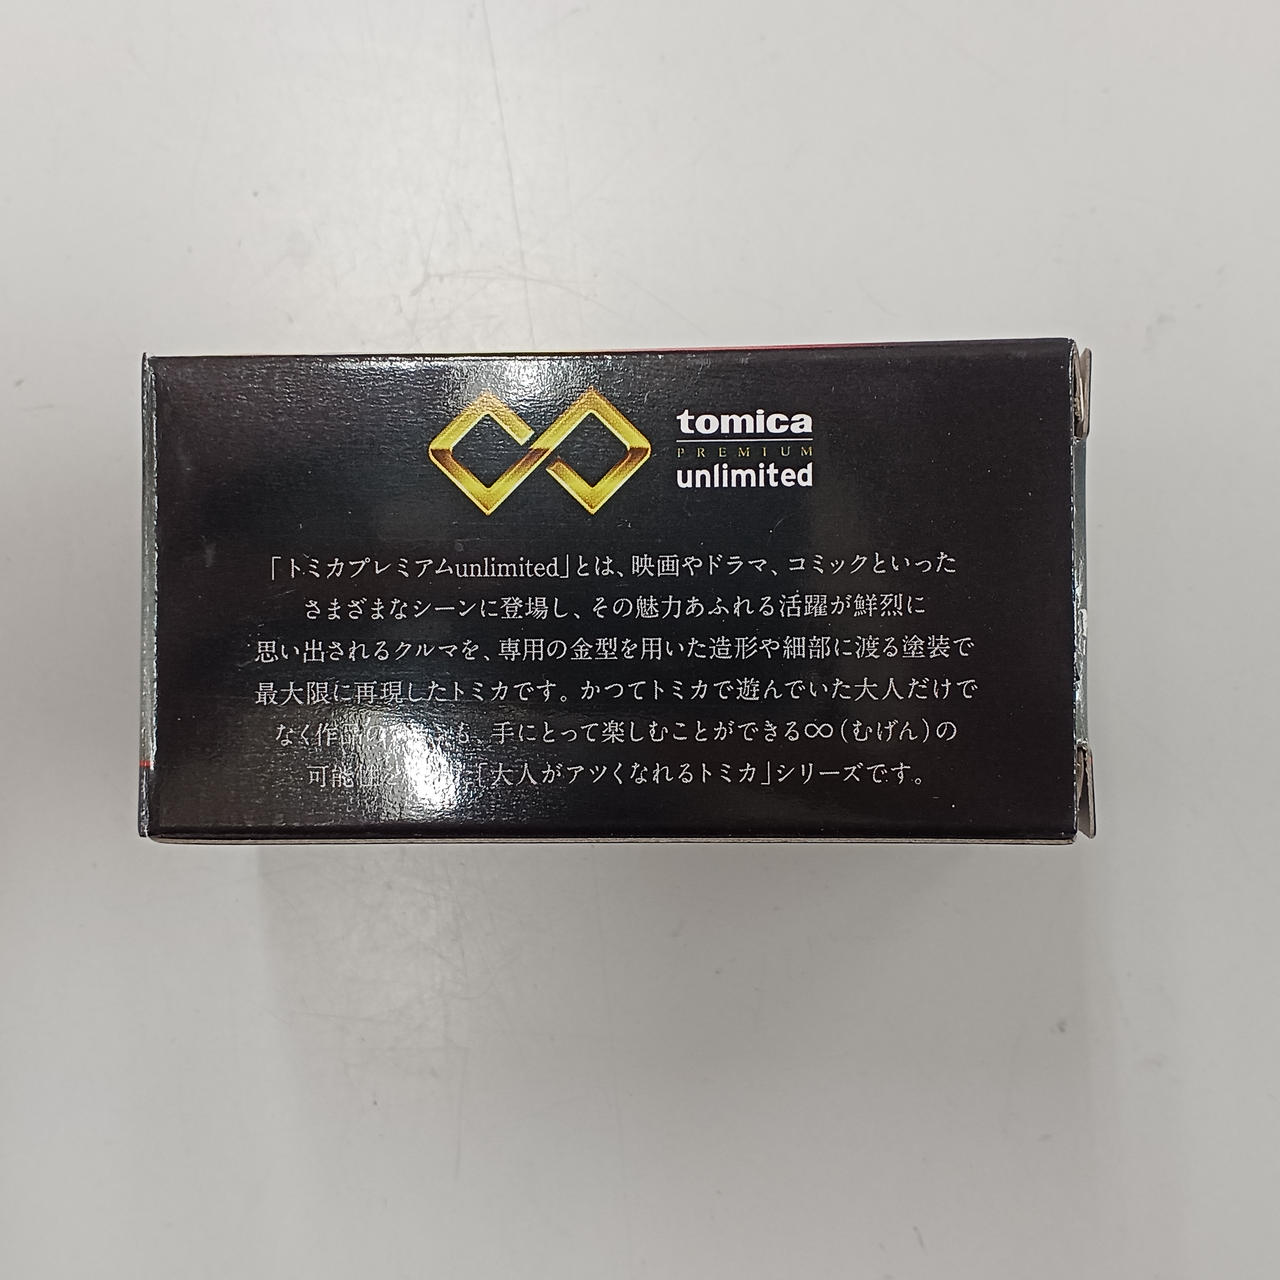 tomica
PREMIUM
unlimited
「トミカプレミアムunlimited」とは、映画やドラマ、コミックといった
さまざまなシーンに登場し、その魅力あふれる活躍が鮮烈に
思い出されるクルマを、専用の金型を用いた造形や細部に渡る塗装で
最大限に再現したトミカです。かつてトミカで遊んでいた大人だけで
なく作品の も 手にとって楽しむことができる∞(むげん)の
可能性 「大人がアツくなれるトミカ」シリーズです。